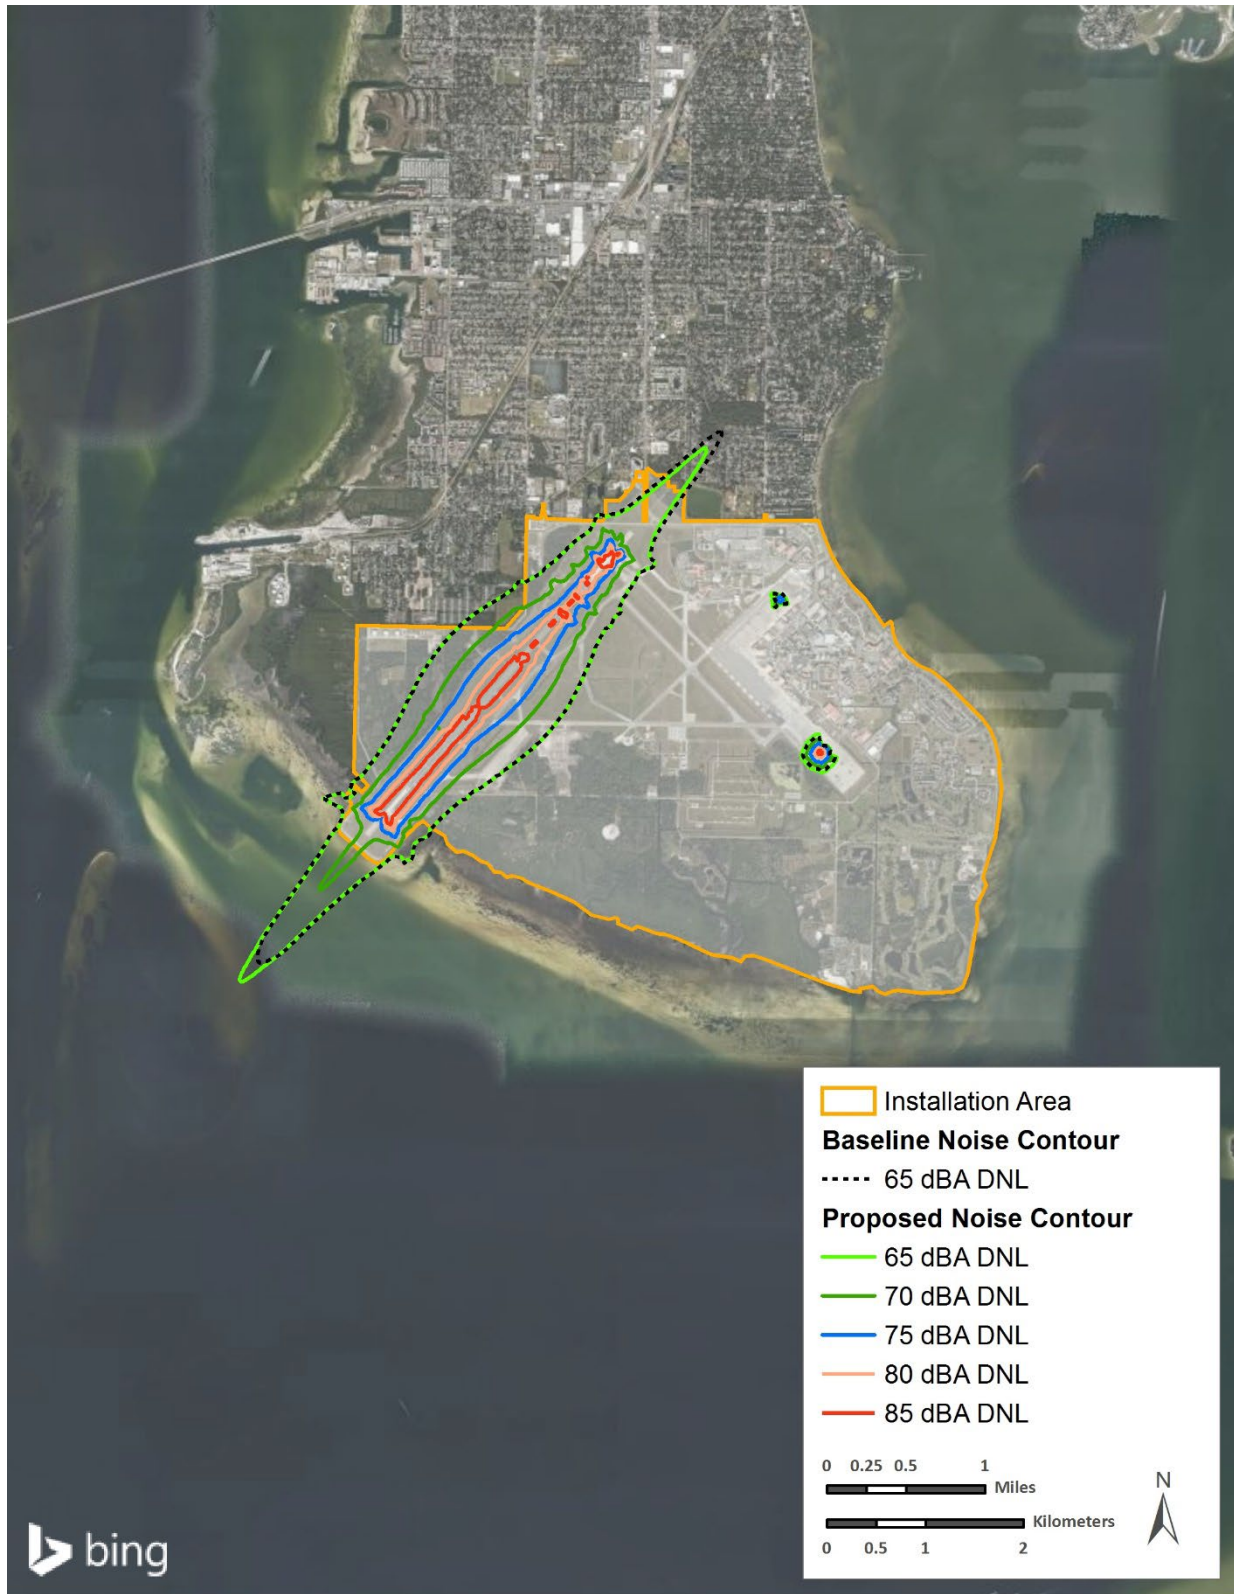 Installation Area
Baseline Noise Contour
65 dBA DNL
Proposed Noise Contour
65 dBA DNL
70 dBA DNL
75 dBA DNL
80 dBA DNL
85 dBA DNL
0 0.25 0.5 1
Miles
N
Kilometers
0 0.5 1 2
bing